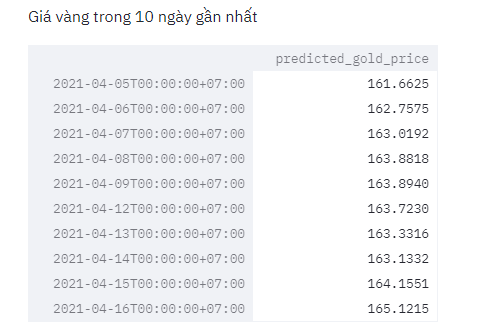 Giá vàng trong 10 ngày gần nhất
predicted_gold_price
2021-04-05T00:00:00+07:00 161.6625
2021-04-06T00:00:00+07:00 162.7575
2021-04-07T00:00:00+07:00 163.0192
2021-04-08T00:00:00+07:00 163.8818
2021-04-09T00:00:00+07:00 163.8940
2021-04-12T00:00:00+07:00 163.7230
2021-04-13T00:00:00+07:00 163.3316
2021-04-14T00:00:00+07:00 163.1332
2021-04-15T00:00:00+07:00 164.1551
2021-04-16T00:00:00+07:00 165.1215